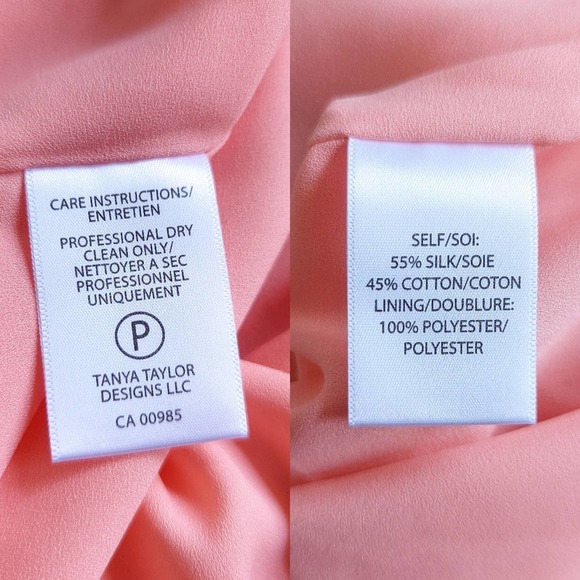 CARE INSTRUCTIONS/
ENTRETIEN
PROFESSIONAL DRY
CLEAN ONLY/
NETTOYER A SEC
PROFESSIONNEL
UNIQUEMENT
P
TANYA TAYLOR
DESIGNS LLC
CA 00985
SELF/SOI:
55% SILK/SOIE
45% COTTON/COTON
LINING/DOUBLURE:
100% POLYESTER/
POLYESTER